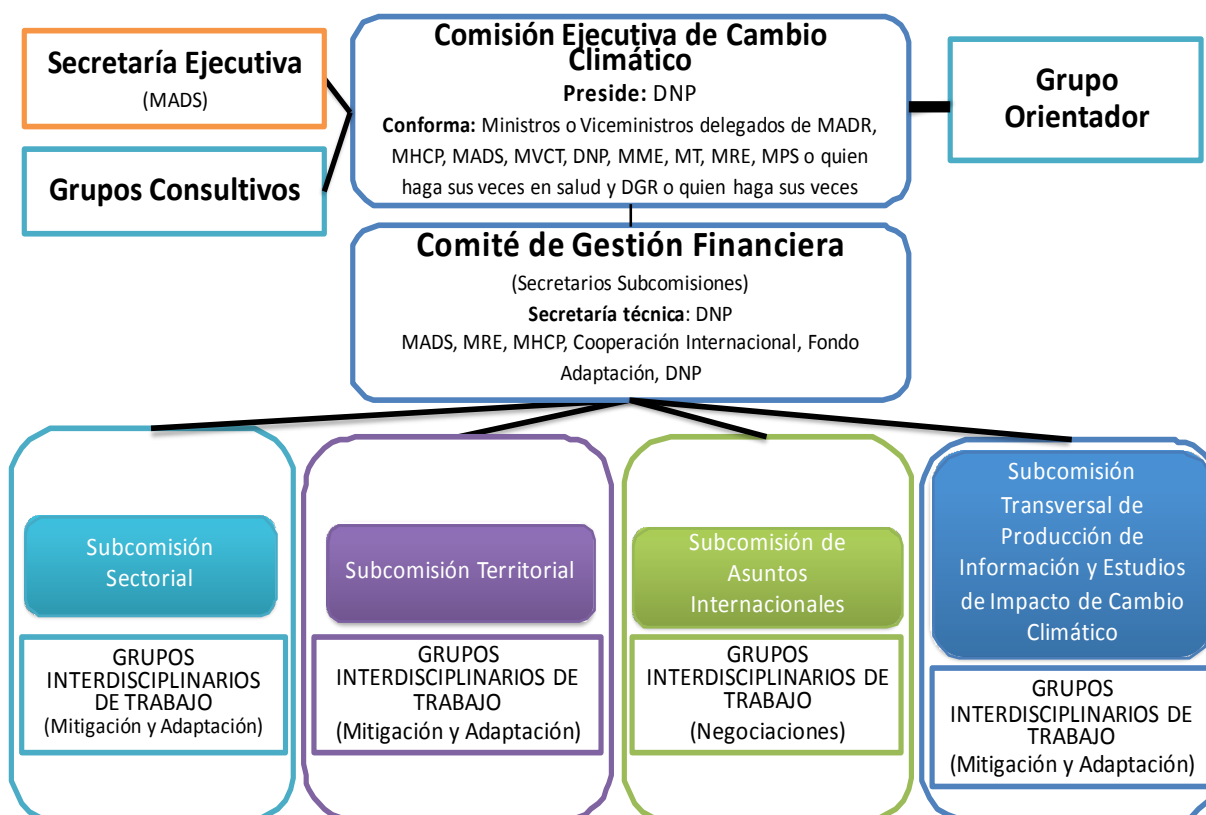 Secretaría Ejecutiva
(MADS)
Grupos Consultivos
Comisión Ejecutiva de Cambio
Climático
Preside: DNP
Conforma: Ministros o Viceministros delegados de MADR,
MHCP, MADS, MVCT, DNP, MME, MT, MRE, MPS o quien
haga sus veces en salud y DGR o quien haga sus veces
Grupo
Orientador
Comité de Gestión Financiera
(Secretarios Subcomisiones)
Secretaría técnica: DNP
MADS, MRE, MHCP, Cooperación Internacional, Fondo
Adaptación, DNP
Subcomisión
Sectorial
GRUPOS
INTERDISCIPLINARIOS
DE TRABAJO
(Mitigación y Adaptación)
Subcomisión Territorial
GRUPOS
INTERDISCIPLINARIOS DE
TRABAJO
(Mitigación y Adaptación)
Subcomisión de
Asuntos
Internacionales
GRUPOS
INTERDISCIPLINARIOS DE
TRABAJO
(Negociaciones)
Subcomisión
Transversal de
Producción de
Información y Estudios
de Impacto de Cambio
Climático
GRUPOS
INTERDISCIPLINARIOS DE
TRABAJO
(Mitigación y Adaptación)